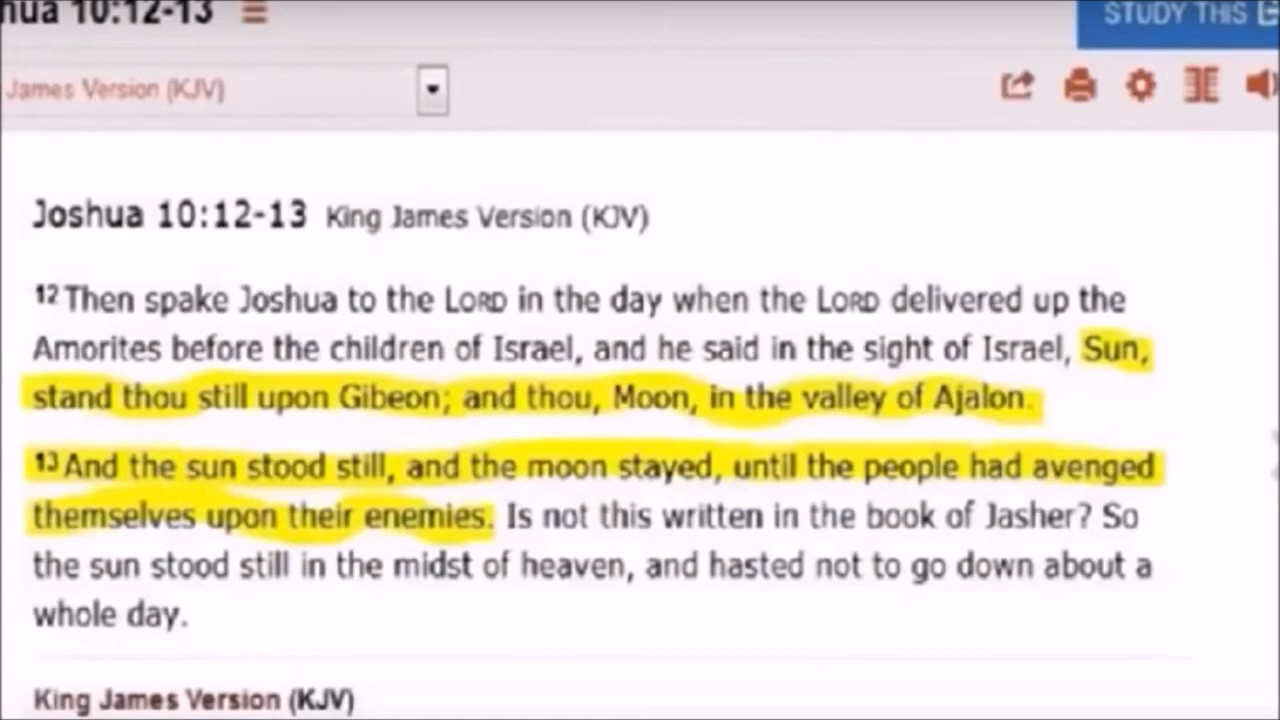 hua 10:12-13
STUDY THIS
James Version (KJV)
Joshua 10:12-13 King James Version (KJV)
12 Then spake Joshua to the LORD in the day when the LORD delivered up the
Amorites before the children of Israel, and he said in the sight of Israel, Sun,
stand thou still upon Gibeon; and thou, Moon, in the valley of Ajalon.
13 And the sun stood still, and the moon stayed, until the people had avenged
themselves upon their enemies. Is not this written in the book of Jasher? So
the sun stood still in the midst of heaven, and hasted not to go down about a
whole day.
King James Version (KJV)